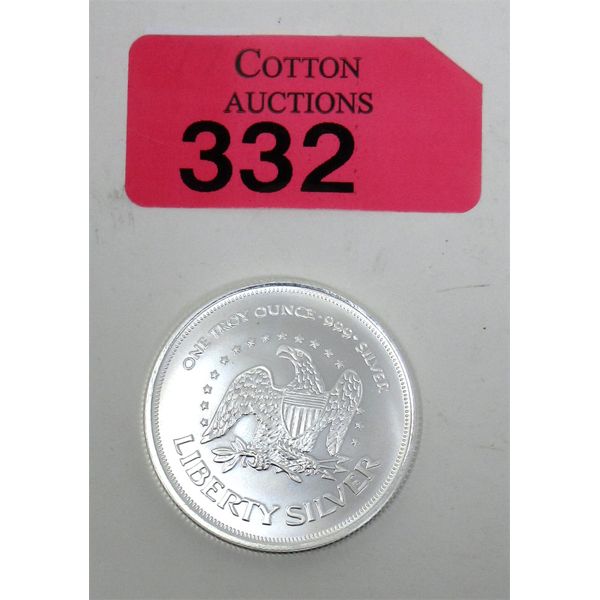 COTTON
AUCTIONS
332
ONE TROY OUNCE · 999 · SILVER
LIBERTY SILVER